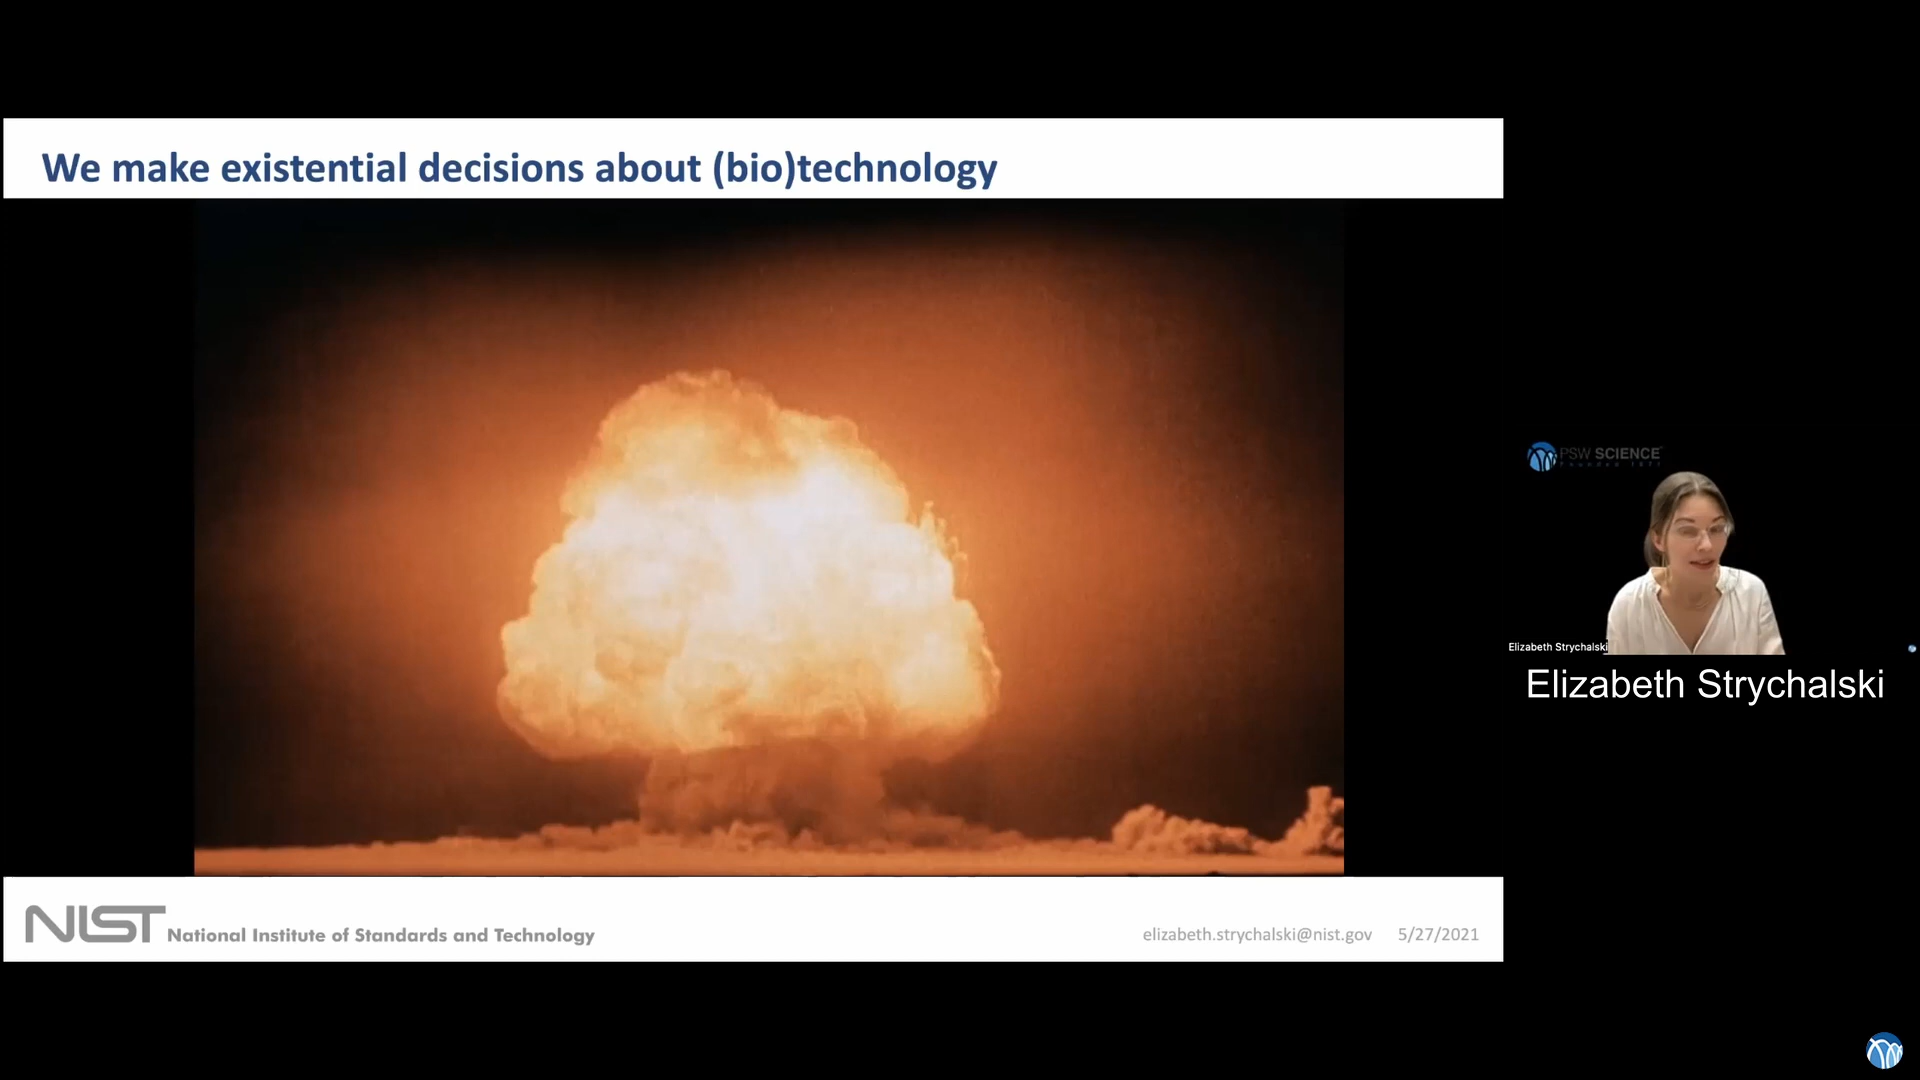 We make existential decisions about (bio)technology
PSW SCIENCE
Elizabeth Strychalski
Elizabeth Strychalski
NIST National Institute of Standards and Technology
elizabeth.strychalski@nist.gov 5/27/2021